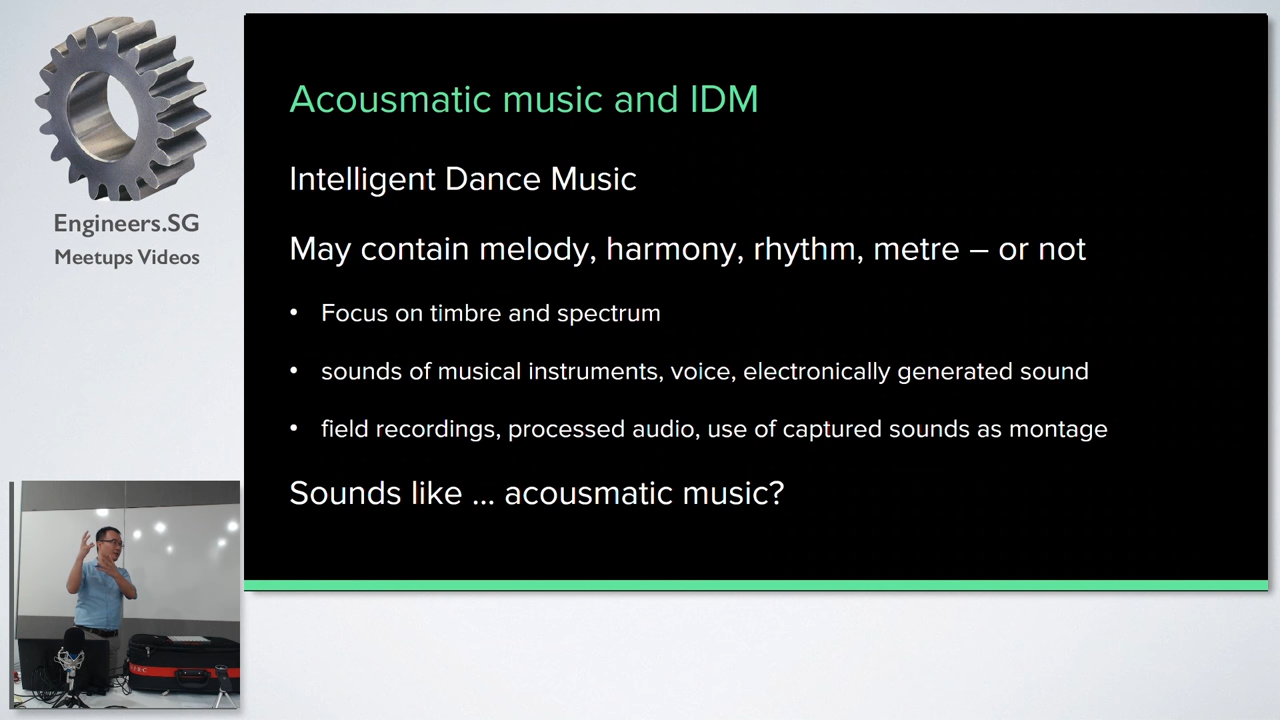 Engineers.SG
Meetups Videos
Acousmatic music and IDM
Intelligent Dance Music
May contain melody, harmony, rhythm, metre – or not
• Focus on timbre and spectrum
• sounds of musical instruments, voice, electronically generated sound
• field recordings, processed audio, use of captured sounds as montage
Sounds like ... acousmatic music?